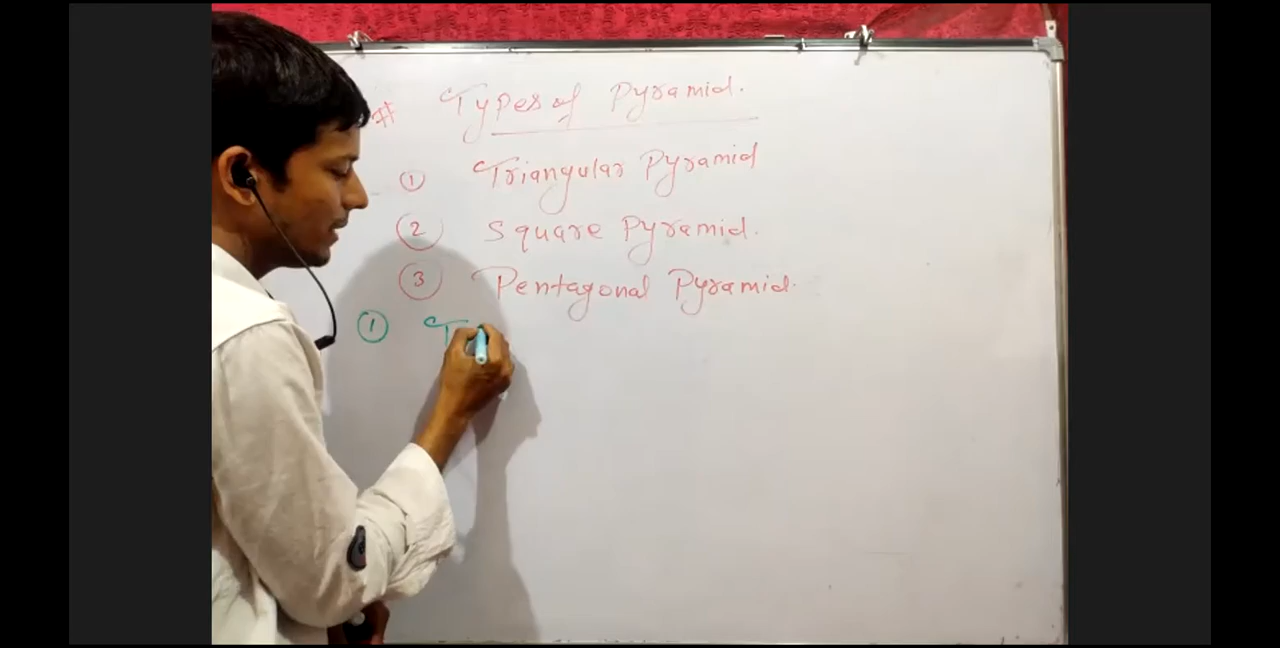 # Types of Pyramid.
① Triangular Pyramid
② Square Pyramid.
③ Pentagonal Pyramid.
① T